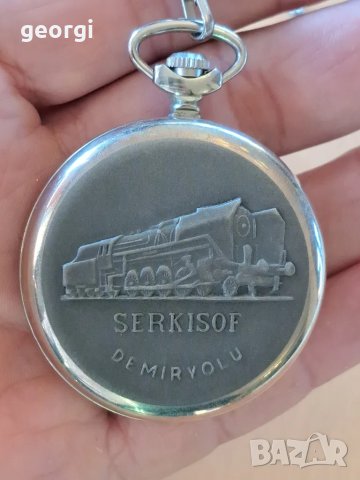 georgi
SERKISOF
DEMIRYOLU
BAZAR